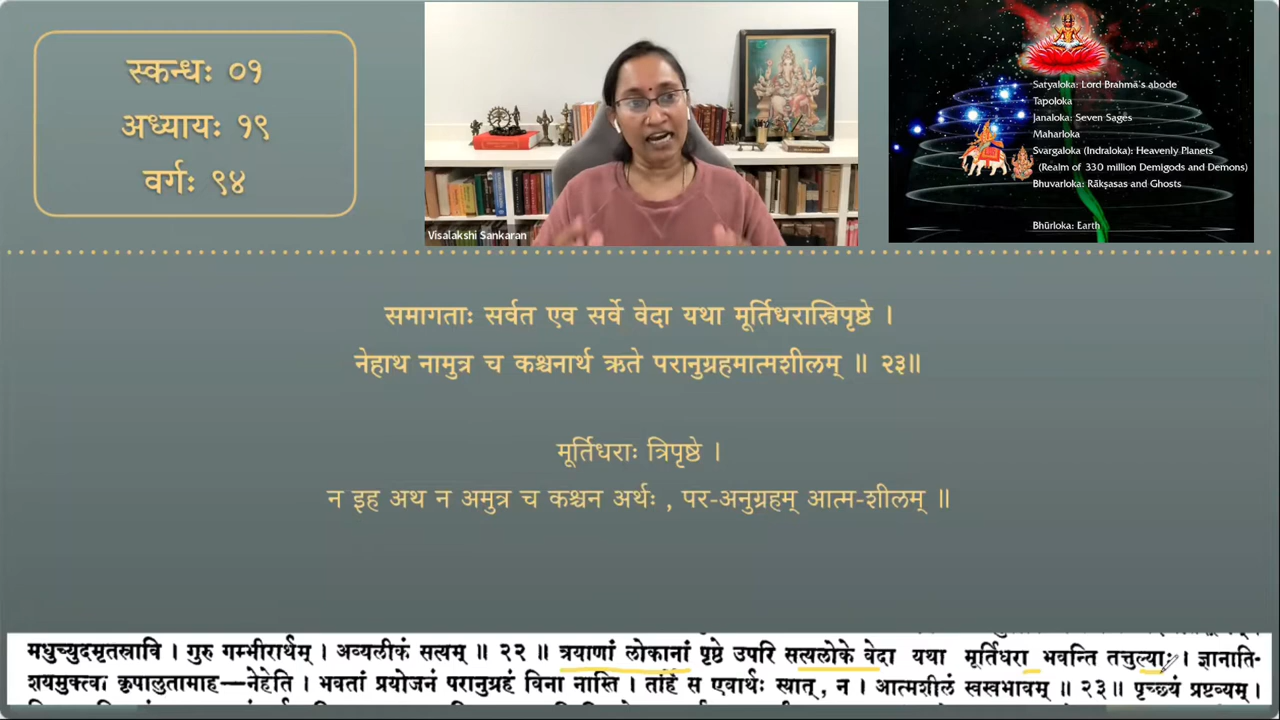 स्कन्धः ०१
अध्यायः १९
वर्गः ९४
Visalakshi Sankaran
Satyaloka: Lord Brahmā's abode
Tapoloka
Janaloka: Seven Sages
Maharloka
Svargaloka (Indraloka): Heavenly Planets
(Realm of 330 million Demigods and Demons)
Bhuvarloka: Rākṣasas and Ghosts
Bhūrloka: Earth
समागताः सर्वत एव सर्वे वेदा यथा मूर्तिधरास्त्रिपृष्ठे ।
नेहाथ नामुत्र च कश्चनार्थ ऋते परानुग्रहमात्मशीलम् ॥ २३॥
मूर्तिधराः त्रिपृष्ठे ।
न इह अथ न अमुत्र च कश्चन अर्थः , पर-अनुग्रहम् आत्म-शीलम् ॥
मधुच्युदमृतस्रावि । गुरु गम्भीरार्थम् । अव्यलीकं सत्यम् ॥ २२ ॥ त्रयाणां लोकानां पृष्ठे उपरि सत्यलोके वेदा यथा मूर्तिधरा भवन्ति तत्तुल्याः । ज्ञानाति-
शयमुक्त्वा कृपालुतामाह—नेहेति । भवतां प्रयोजनं परानुग्रहं विना नास्ति । तर्हि स एवार्थः स्यात् , न । आत्मशीलं स्वस्वभावम् ॥ २३ ॥ पृच्छ्यं प्रष्टव्यम् ।